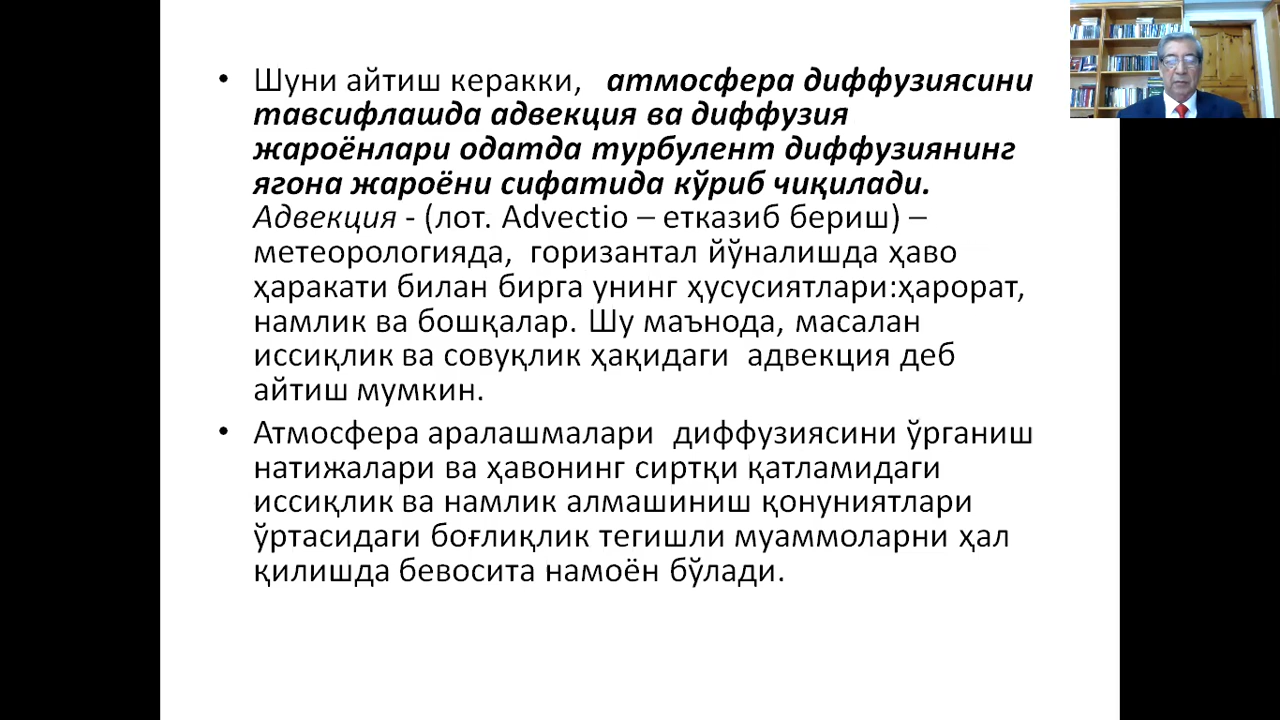 • Шуни айтиш керакки, атмосфера диффузиясини
тавсифлашда адвекция ва диффузия
жароёнлари одатда турбулент диффузиянинг
ягона жароёни сифатида кўриб чиқилади.
Адвекция - (лот. Advectio – етказиб бериш) –
метеорологияда, горизантал йўналишда ҳаво
ҳаракати билан бирга унинг ҳусусиятлари:ҳарорат,
намлик ва бошқалар. Шу маънода, масалан
иссиқлик ва совуқлик ҳақидаги адвекция деб
айтиш мумкин.
• Атмосфера аралашмалари диффузиясини ўрганиш
натижалари ва ҳавонинг сиртқи қатламидаги
иссиқлик ва намлик алмашиниш қонуниятлари
ўртасидаги боғлиқлик тегишли муаммоларни ҳал
қилишда бевосита намоён бўлади.